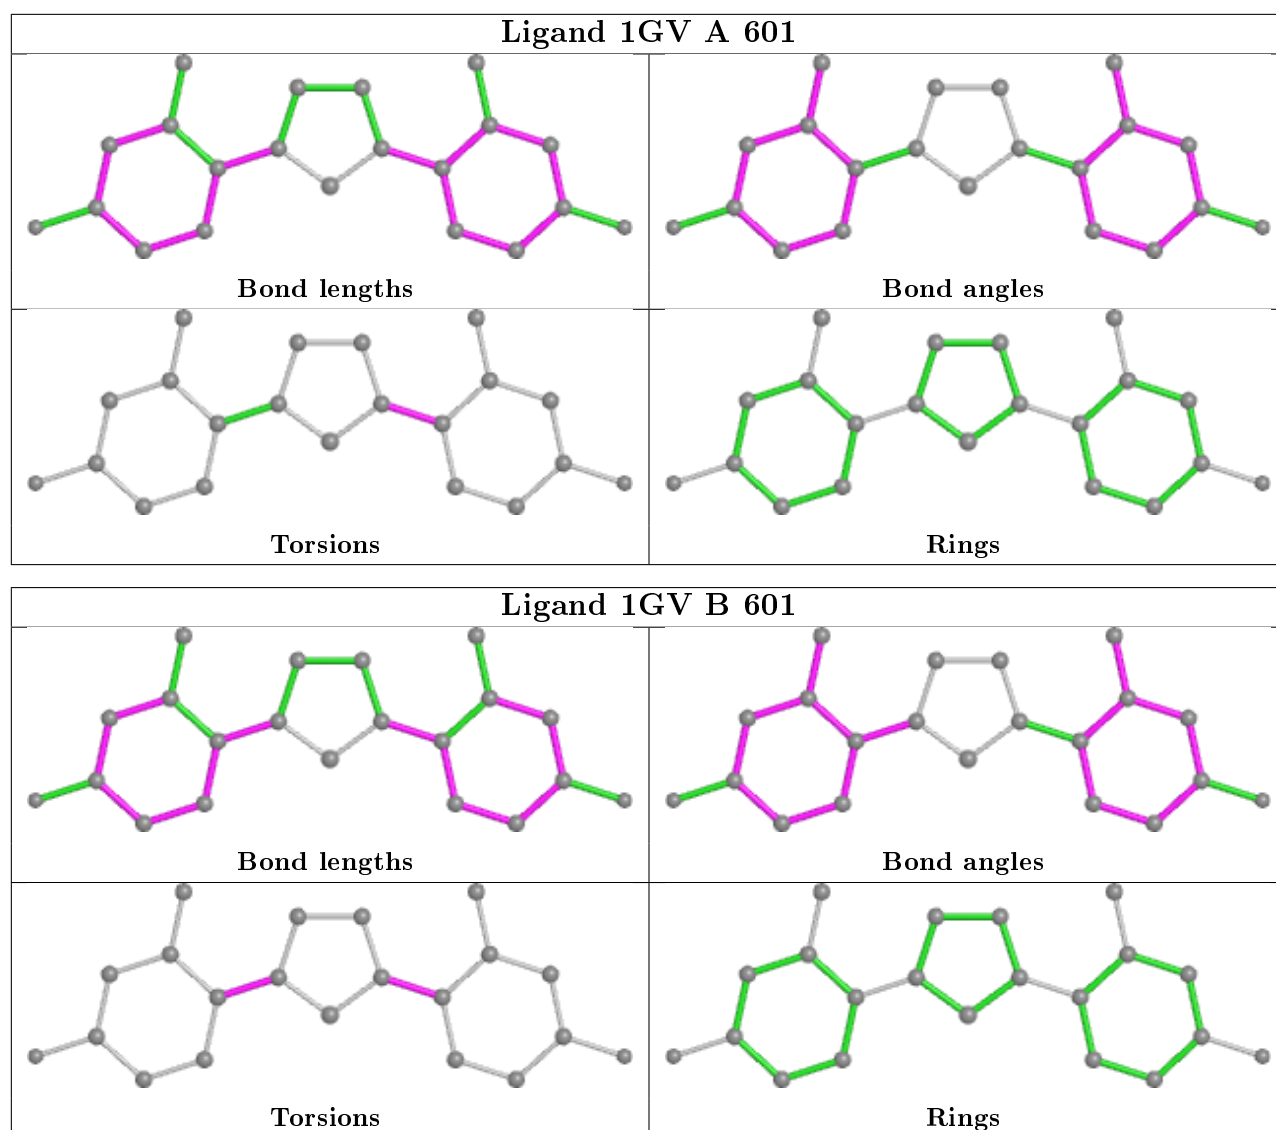 Ligand 1GV A 601
Bond lengths
Bond angles
Torsions
Rings
Ligand 1GV B 601
Bond lengths
Bond angles
Torsions
Rings